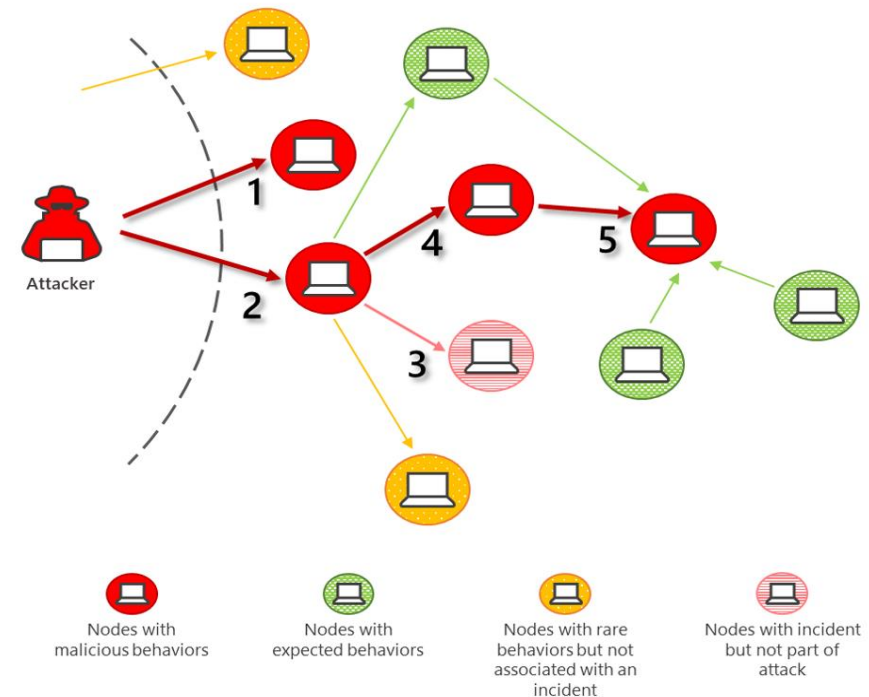 1
4
5
Attacker
2
3
Nodes with
malicious behaviors
Nodes with
expected behaviors
Nodes with rare
behaviors but not
associated with an
incident
Nodes with incident
but not part of
attack